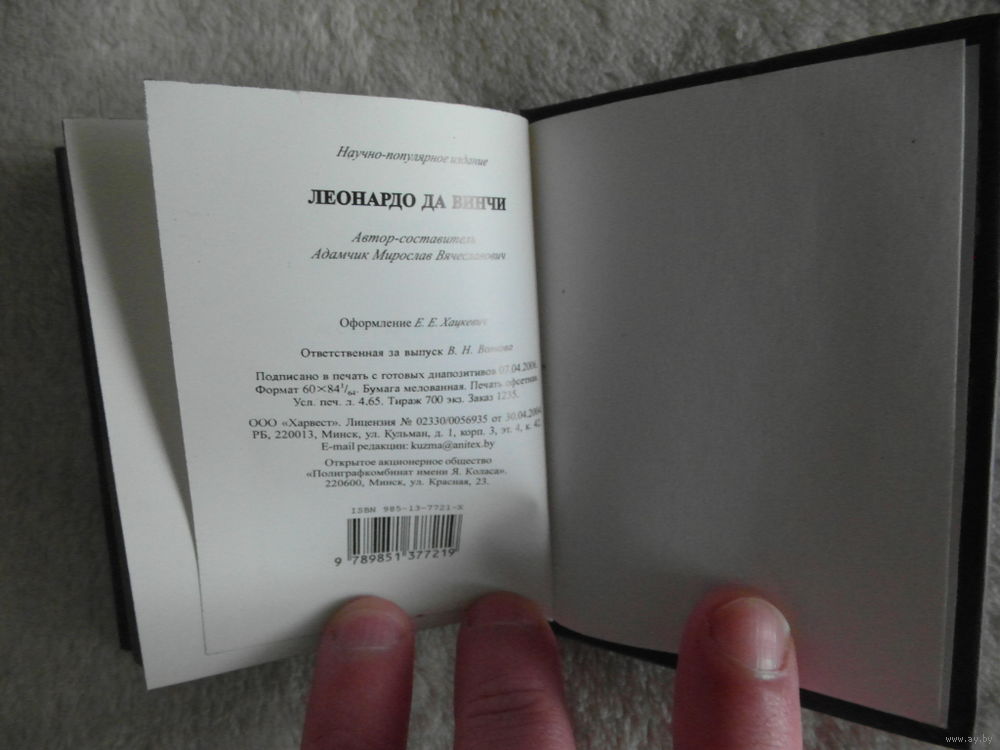 Научно-популярное издание
ЛЕОНАРДО ДА ВИНЧИ
Автор-составитель
Адамчик Мирослав Вячеславович
Оформление Е. Е. Хацкевич
Ответственная за выпуск В. Н. Волкова
Подписано в печать с готовых диапозитивов 07.04.2006.
Формат 60×84¹/₆₄. Бумага мелованная. Печать офсетная.
Усл. печ. л. 4.65. Тираж 700 экз. Заказ 1235.
ООО «Харвест». Лицензия № 02330/0056935 от 30.04.2004.
РБ, 220013, Минск, ул. Кульман, д. 1, корп. 3, эт. 4, к. 42.
E-mail редакции: kuzma@anitex.by
Открытое акционерное общество
«Полиграфкомбинат имени Я. Коласа».
220600, Минск, ул. Красная, 23.
ISBN 985-13-7721-X
9 789851 377219
www.ay.by